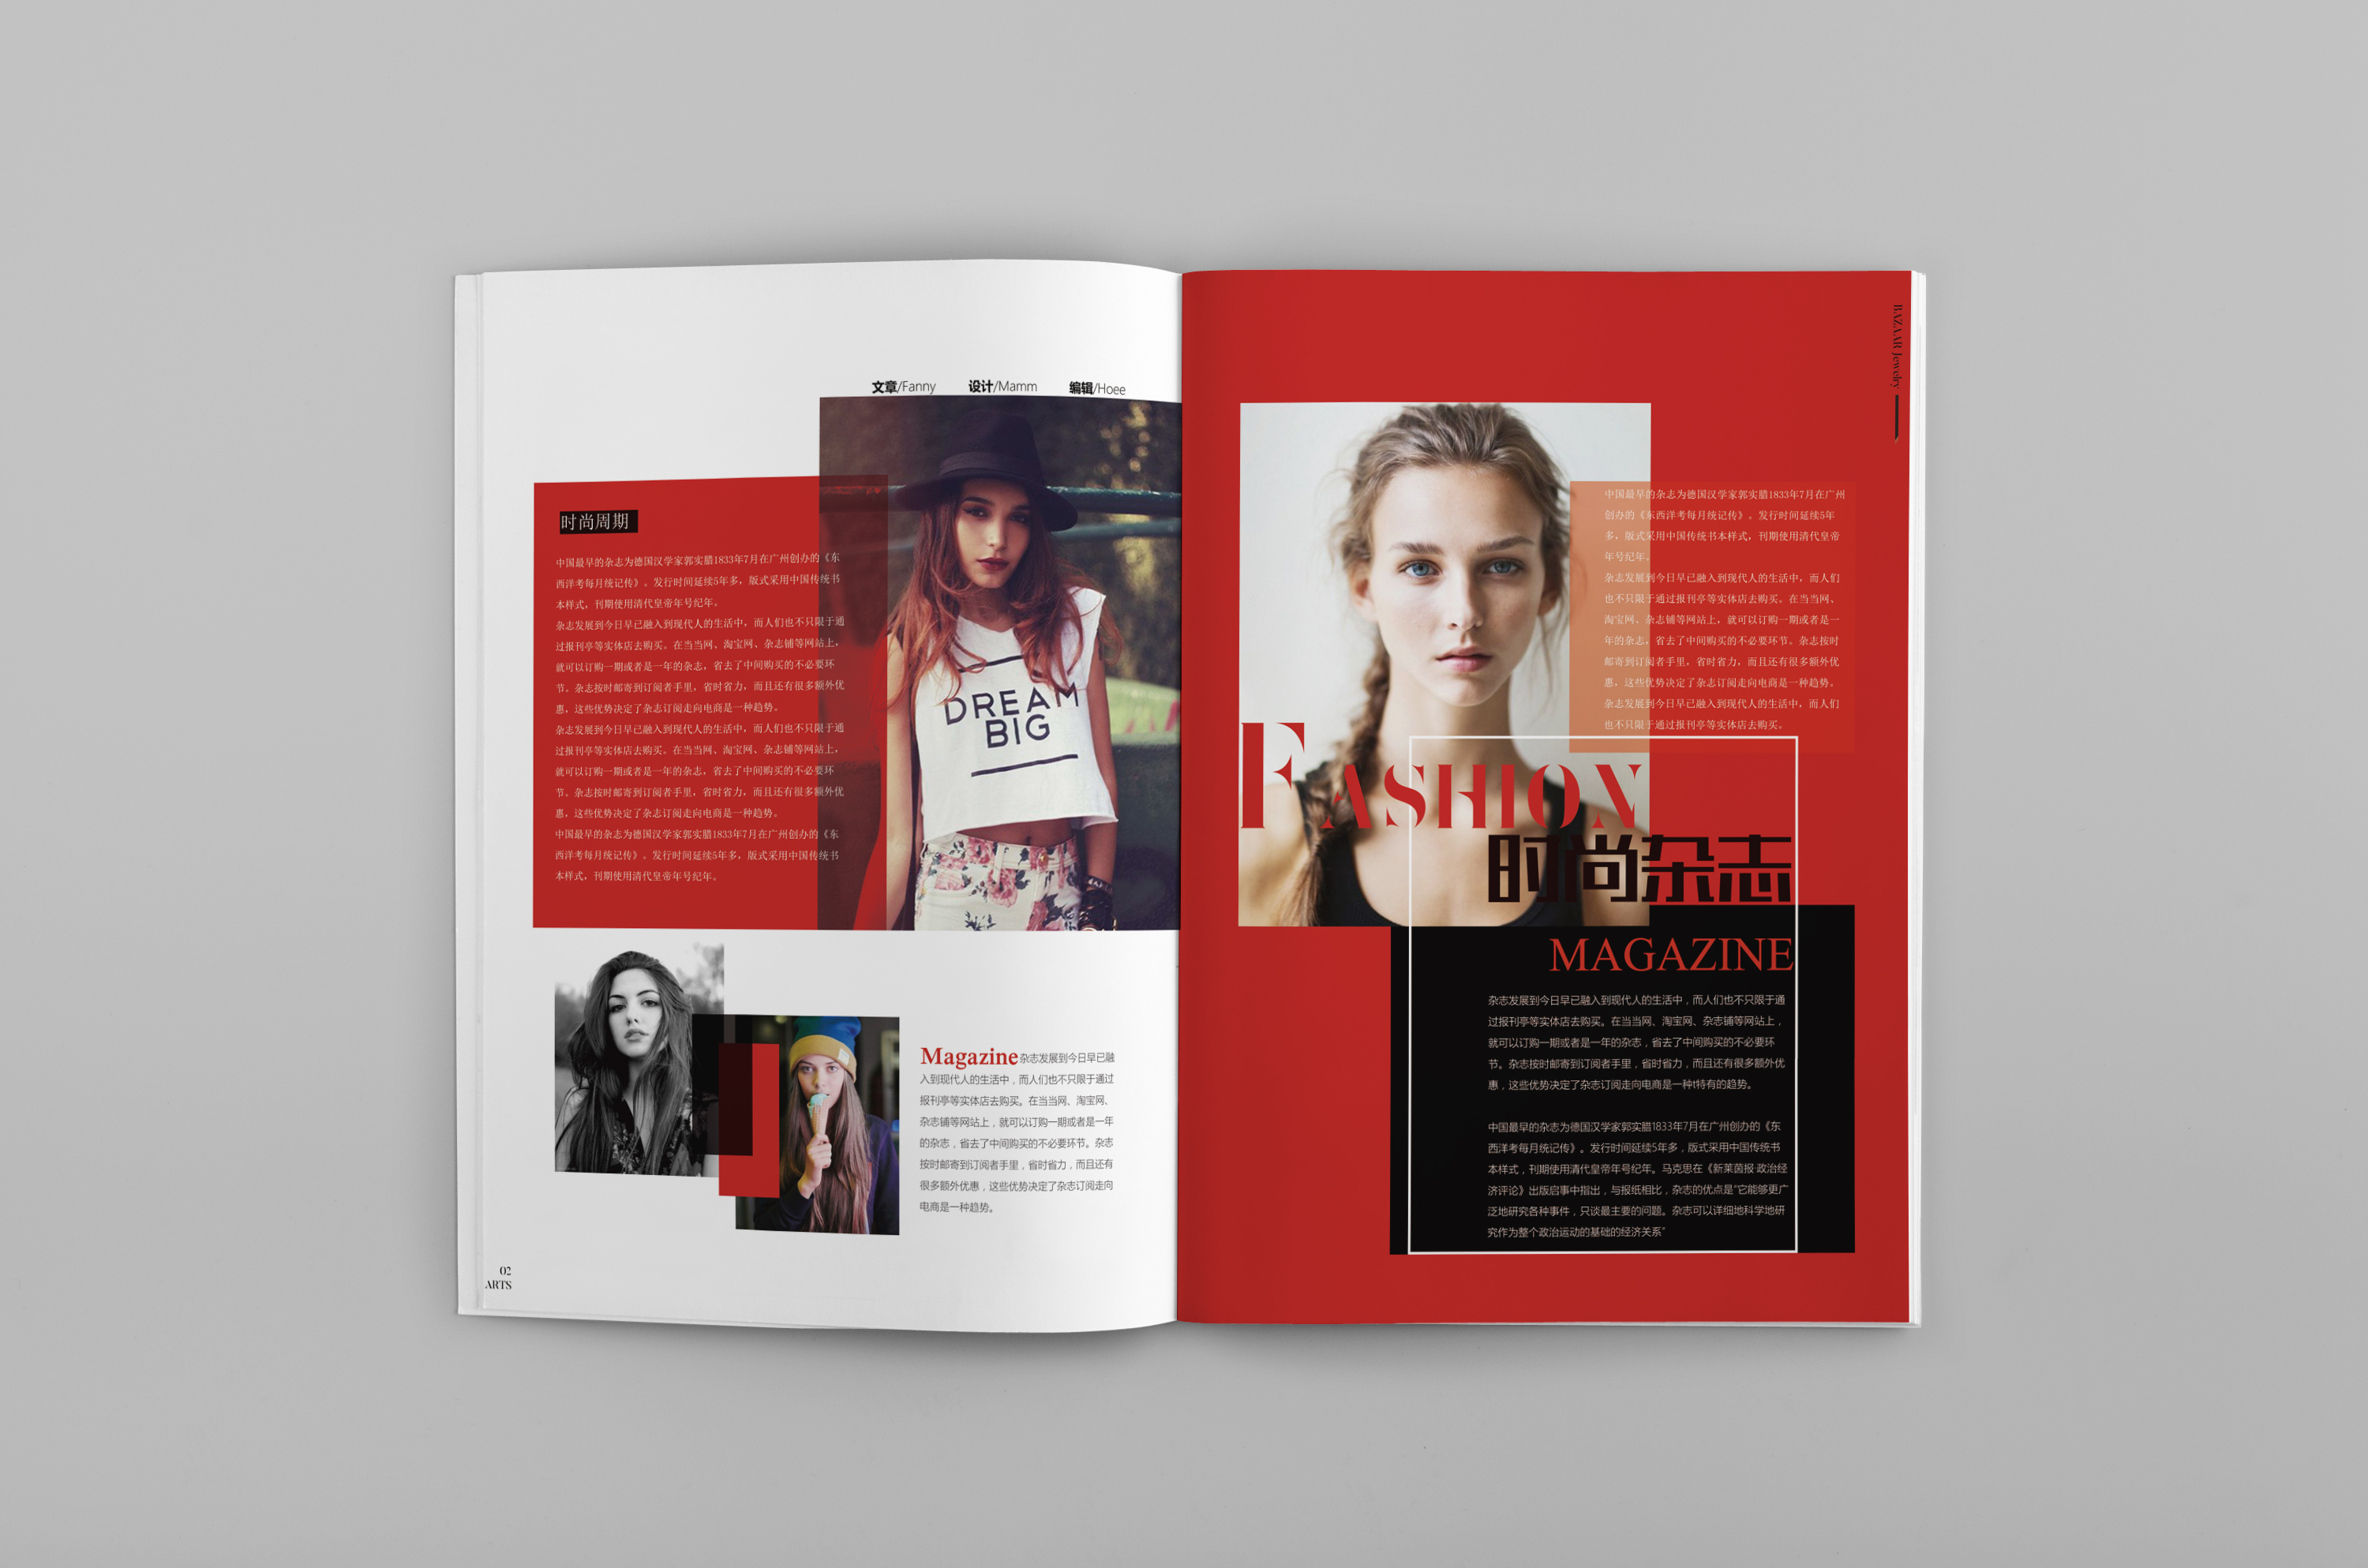 文章/Fanny 设计/Mamm 编辑/Hoee
时尚周期
中国最早的杂志为德国汉学家郭实腊1833年7月在广州创办的《东
西洋考每月统记传》。发行时间延续5年多，版式采用中国传统书
本样式，刊期使用清代皇帝年号纪年。
杂志发展到今日早已融入到现代人的生活中，而人们也不只限于通
过报刊亭等实体店去购买。在当当网、淘宝网、杂志铺等网站上，
就可以订购一期或者是一年的杂志，省去了中间购买的不必要环
节。杂志按时邮寄到订阅者手里，省时省力，而且还有很多额外优
惠，这些优势决定了杂志订阅走向电商是一种趋势。
杂志发展到今日早已融入到现代人的生活中，而人们也不只限于通
过报刊亭等实体店去购买。在当当网、淘宝网、杂志铺等网站上，
就可以订购一期或者是一年的杂志，省去了中间购买的不必要环
节。杂志按时邮寄到订阅者手里，省时省力，而且还有很多额外优
惠，这些优势决定了杂志订阅走向电商是一种趋势。
中国最早的杂志为德国汉学家郭实腊1833年7月在广州创办的《东
西洋考每月统记传》。发行时间延续5年多，版式采用中国传统书
本样式，刊期使用清代皇帝年号纪年。
DREAM
BIG
Magazine杂志发展到今日早已融
入到现代人的生活中，而人们也不只限于通过
报刊亭等实体店去购买。在当当网、淘宝网、
杂志铺等网站上，就可以订购一期或者是一年
的杂志，省去了中间购买的不必要环节。杂志
按时邮寄到订阅者手里，省时省力，而且还有
很多额外优惠，这些优势决定了杂志订阅走向
电商是一种趋势。
02
ARTS
BAZAAR Jewelry
中国最早的杂志为德国汉学家郭实腊1833年7月在广州
创办的《东西洋考每月统记传》。发行时间延续5年
多，版式采用中国传统书本样式，刊期使用清代皇帝
年号纪年。
杂志发展到今日早已融入到现代人的生活中，而人们
也不只限于通过报刊亭等实体店去购买。在当当网、
淘宝网、杂志铺等网站上，就可以订购一期或者是一
年的杂志，省去了中间购买的不必要环节。杂志按时
邮寄到订阅者手里，省时省力，而且还有很多额外优
惠，这些优势决定了杂志订阅走向电商是一种趋势。
杂志发展到今日早已融入到现代人的生活中，而人们
也不只限于通过报刊亭等实体店去购买。
FASHION
时尚杂志
MAGAZINE
杂志发展到今日早已融入到现代人的生活中，而人们也不只限于通
过报刊亭等实体店去购买。在当当网、淘宝网、杂志铺等网站上，
就可以订购一期或者是一年的杂志，省去了中间购买的不必要环
节。杂志按时邮寄到订阅者手里，省时省力，而且还有很多额外优
惠，这些优势决定了杂志订阅走向电商是一种特有的趋势。
中国最早的杂志为德国汉学家郭实腊1833年7月在广州创办的《东
西洋考每月统记传》。发行时间延续5年多，版式采用中国传统书
本样式，刊期使用清代皇帝年号纪年。马克思在《新莱茵报·政治经
济评论》出版启事中指出，与报纸相比，杂志的优点是“它能够更广
泛地研究各种事件，只谈最主要的问题。杂志可以详细地科学地研
究作为整个政治运动的基础的经济关系”